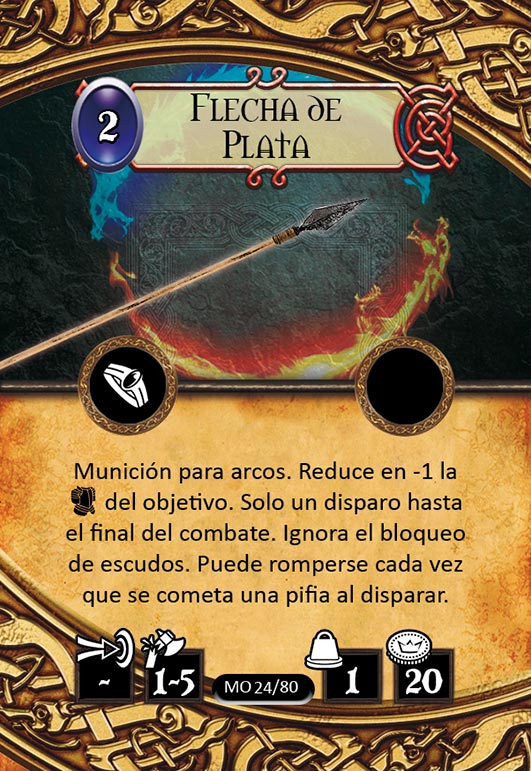 2
FLECHA DE
PLATA
Munición para arcos. Reduce en -1 la
del objetivo. Solo un disparo hasta
el final del combate. Ignora el bloqueo
de escudos. Puede romperse cada vez
que se cometa una pifia al disparar.
- 1-5 MO24/80 1 20